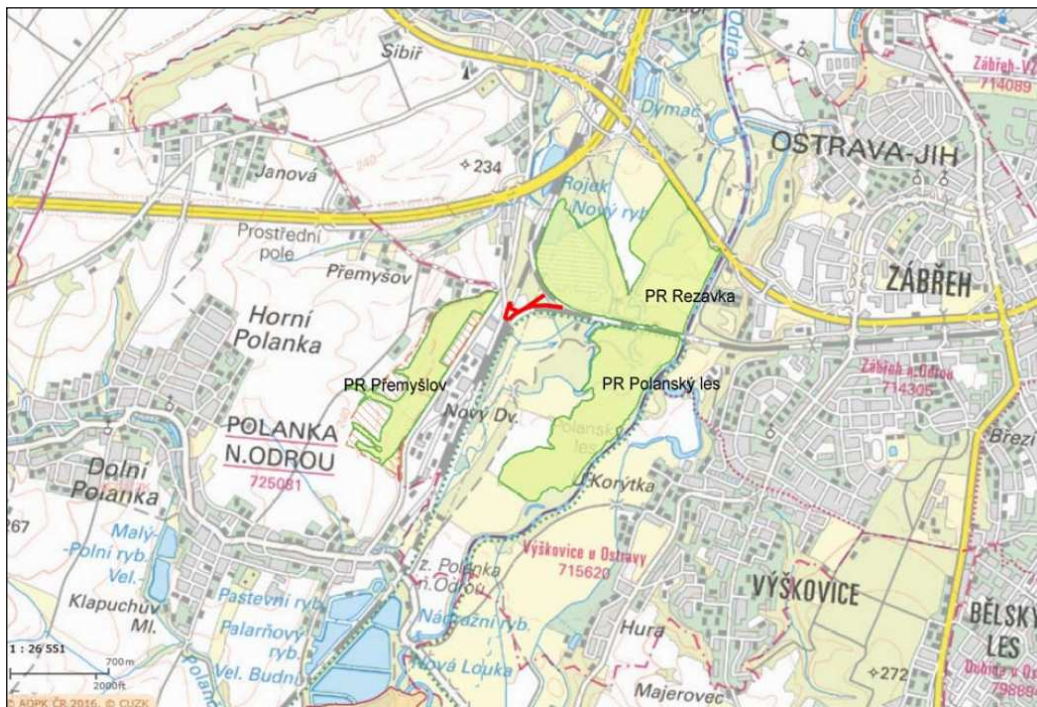 Sibiř
Odra
Zábřeh-VŽ
714089
Dýmač
OSTRAVA-JIH
234
Janová
Rojek
Nový ryb.
Prostřední
pole
Přemyšov
ZÁBŘEH
PR Rezavka
Horní
Polanka
Zábřeh n.Odrou
714305
PR Přemyšlov
PR Polanský les
Nový Dv.
Polanský
les
POLANKA
N.ODROU
725081
Březi
Dolní
Polanka
Korýtka
267
Malý-
-Polní ryb.
Vel.-
Výškovice u Ostravy
715620
z. Polanka
n.Odrou
VÝŠKOVICE
Klapuchův
Ml.
Pastevní ryb.
Palarňový
ryb.
Vel. Budní
Nádražní ryb.
BĚLSKÝ
LES
Hura
1 : 26 551
700m
2000ft
Nová Louka
272
Majerovec
© AOPK ČR 2016, © ČÚZK